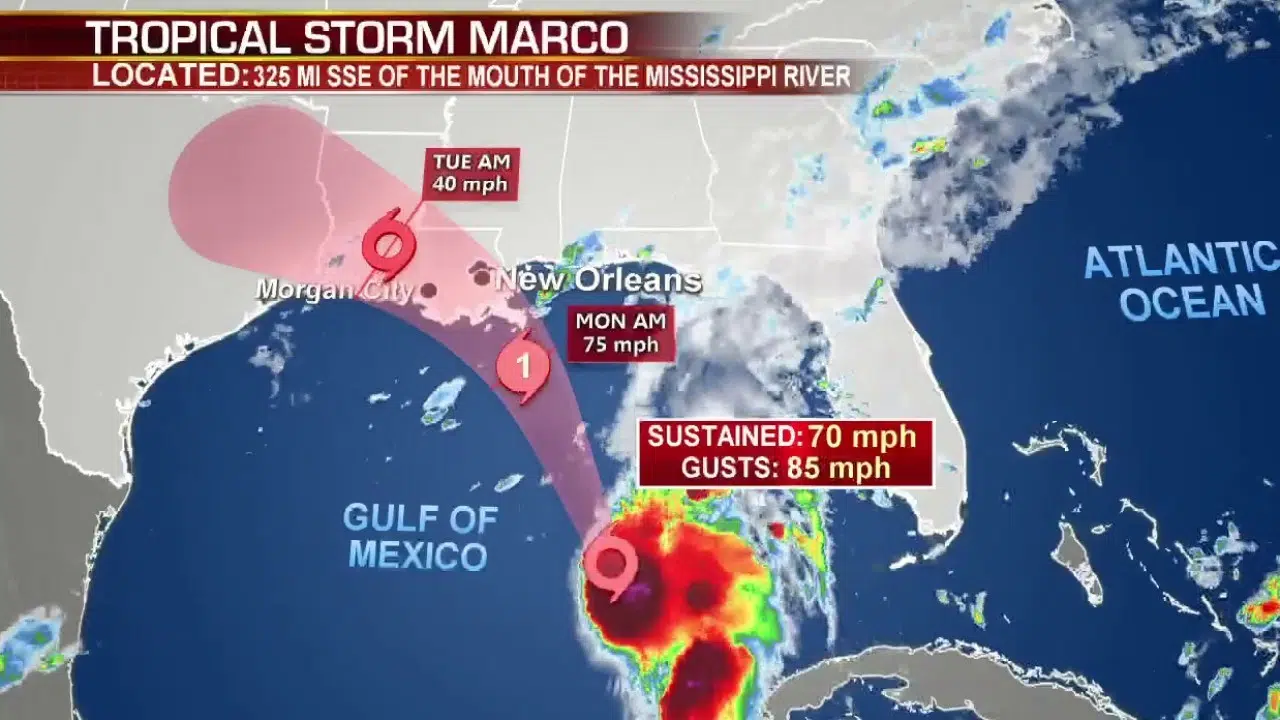 TROPICAL STORM MARCO
LOCATED: 325 MI SSE OF THE MOUTH OF THE MISSISSIPPI RIVER
TUE AM
40 mph
Morgan City
New Orleans
MON AM
75 mph
1
ATLANTIC
OCEAN
SUSTAINED: 70 mph
GUSTS: 85 mph
GULF OF
MEXICO